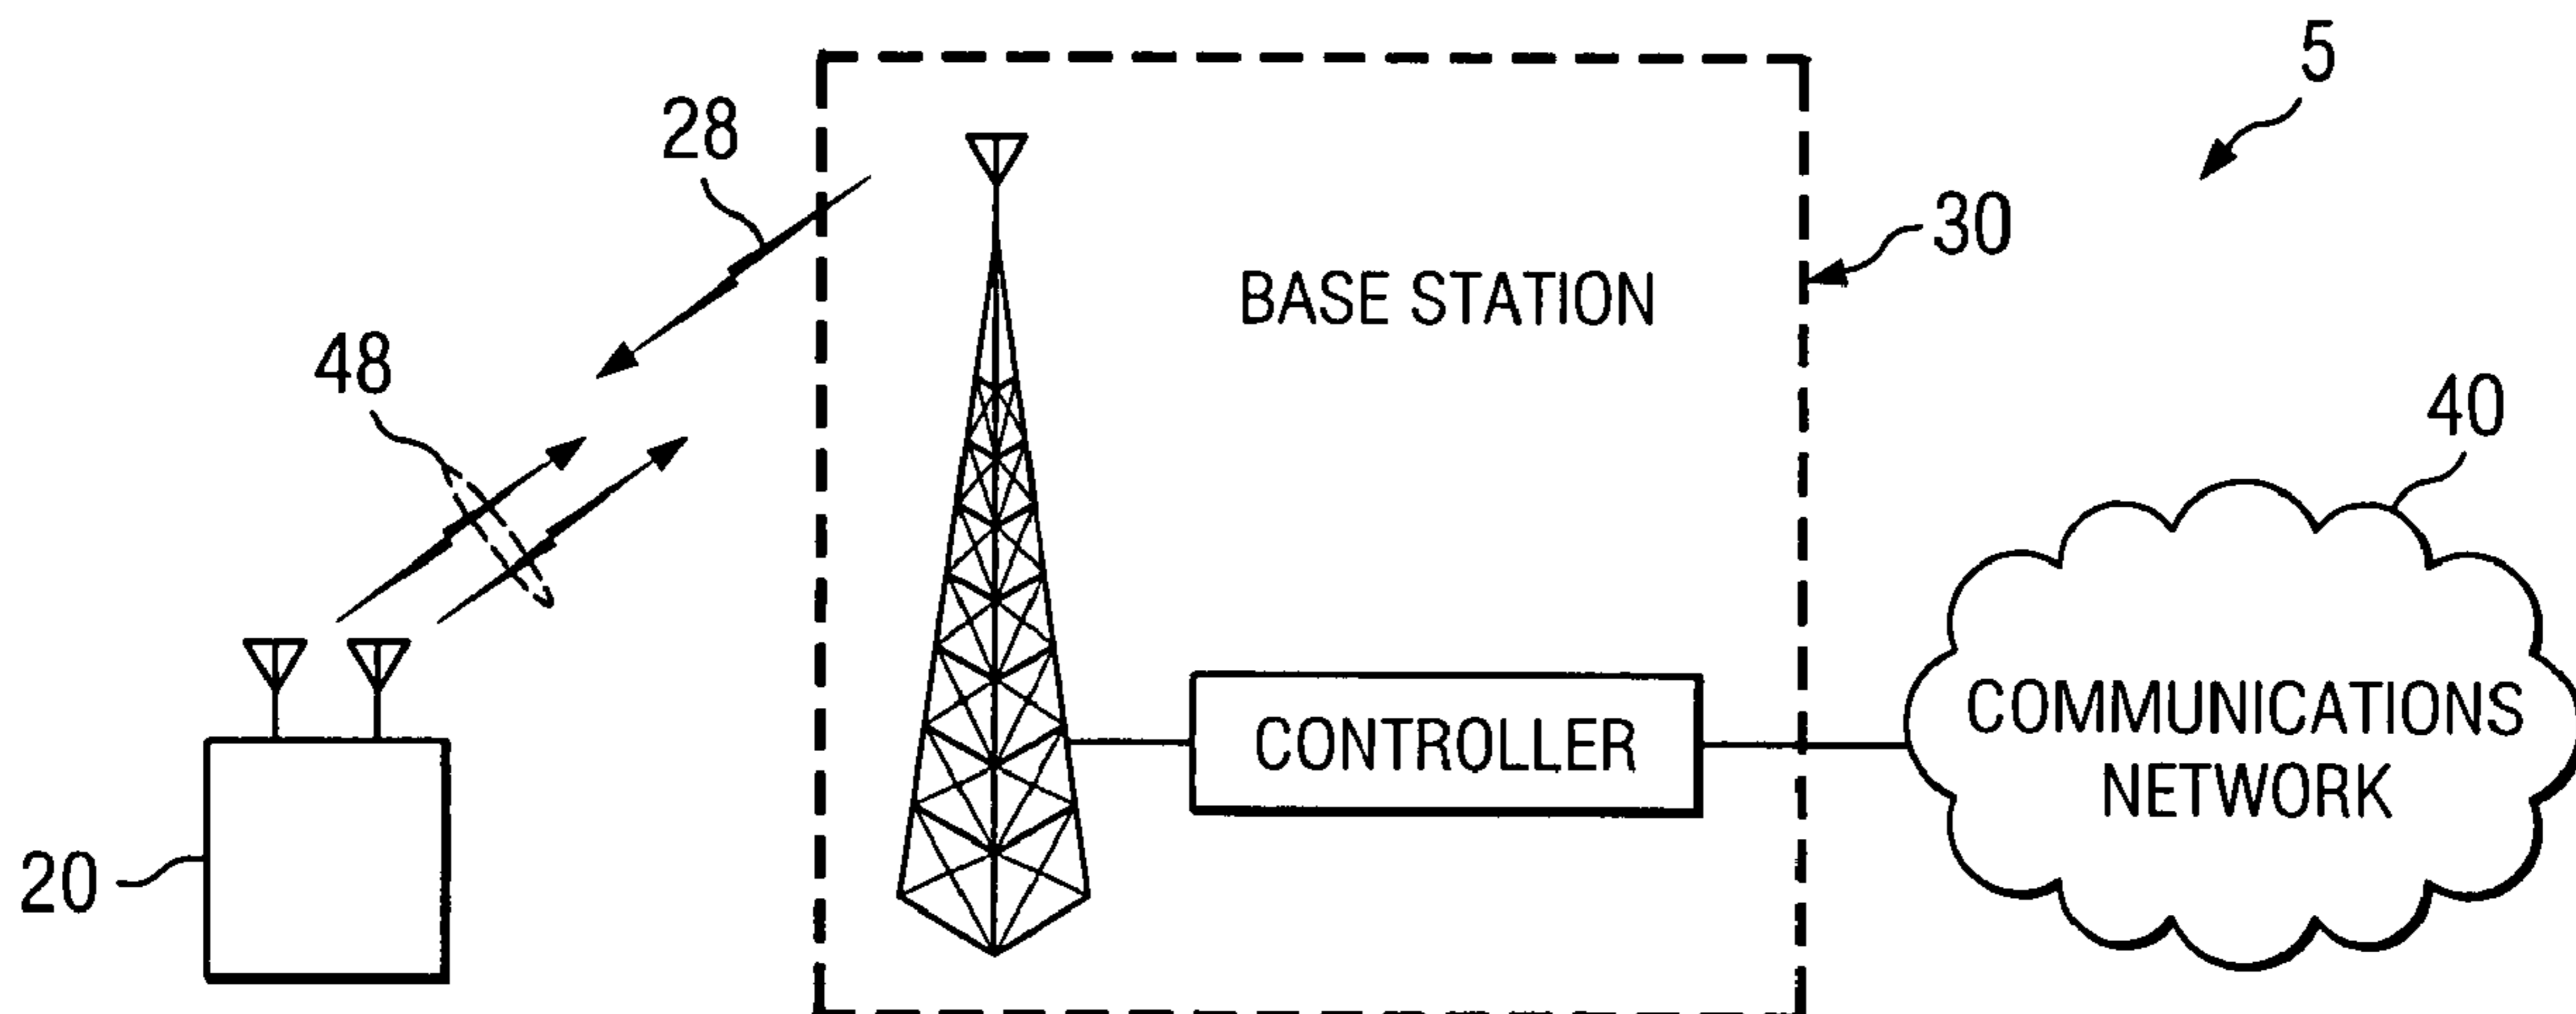 5
28
30
BASE STATION
48
40
COMMUNICATIONS
NETWORK
CONTROLLER
20